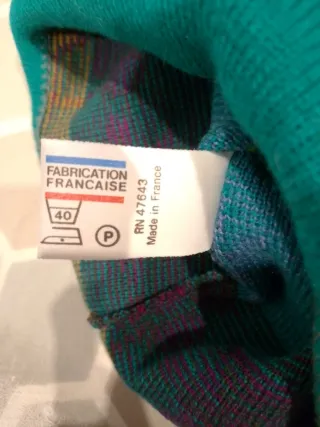 FABRICATION
FRANCAISE
40
P
RN 47643
Made in France